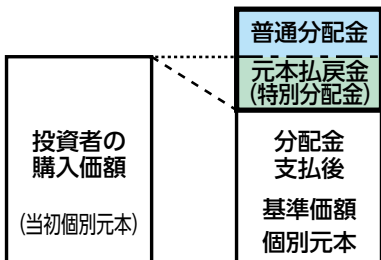 普通分配金
元本払戻金
(特別分配金)
投資者の
購入価額
(当初個別元本)
分配金
支払後
基準価額
個別元本